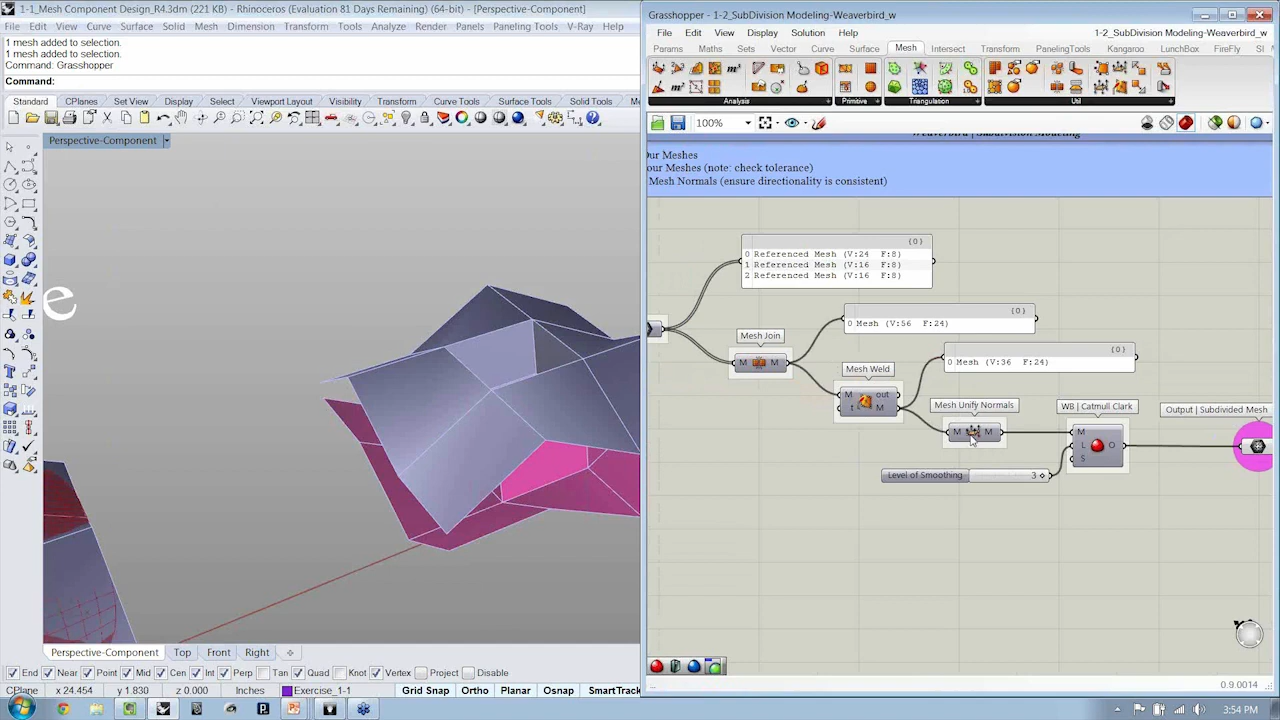 1-1_Mesh Component Design_R4.3dm (221 KB) - Rhinoceros (Evaluation 81 Days Remaining) (64-bit) - [Perspective-Component]
File Edit View Curve Surface Solid Mesh Dimension Transform Tools Analyze Render Panels Paneling Tools V-Ray Help
1 mesh added to selection.
1 mesh added to selection.
Command: Grasshopper
Command:
Standard CPlanes Set View Display Select Viewport Layout Visibility Transform Curve Tools Surface Tools Solid Tools
Perspective-Component
e
Perspective-Component Top Front Right
End Near Point Mid Cen Int Perp Tan Quad Knot Vertex Project Disable
CPlane x 24.454 y 1.830 z 0.000 Inches Exercise_1-1 Grid Snap Ortho Planar Osnap SmartTrack
Grasshopper - 1-2_SubDivision Modeling-Weaverbird_w
File Edit View Display Solution Help 1-2_SubDivision Modeling-Weaverbird_w
Params Maths Sets Vector Curve Surface Mesh Intersect Transform PanelingTools Kangaroo LunchBox FireFly
Analysis Primitive Triangulation Util
100%
Weaverbird | Subdivision Modeling
Our Meshes
our Meshes (note: check tolerance)
Mesh Normals (ensure directionality is consistent)
{0}
0 Referenced Mesh (V:24 F:8)
1 Referenced Mesh (V:16 F:8)
2 Referenced Mesh (V:16 F:8)
{0}
0 Mesh (V:56 F:24)
Mesh Join
M M
{0}
0 Mesh (V:36 F:24)
Mesh Weld
M out
t M
Mesh Unify Normals
M M
WB | Catmull Clark
M
L O
S
Output | Subdivided Mesh
Level of Smoothing 3
0.9.0014
3:54 PM